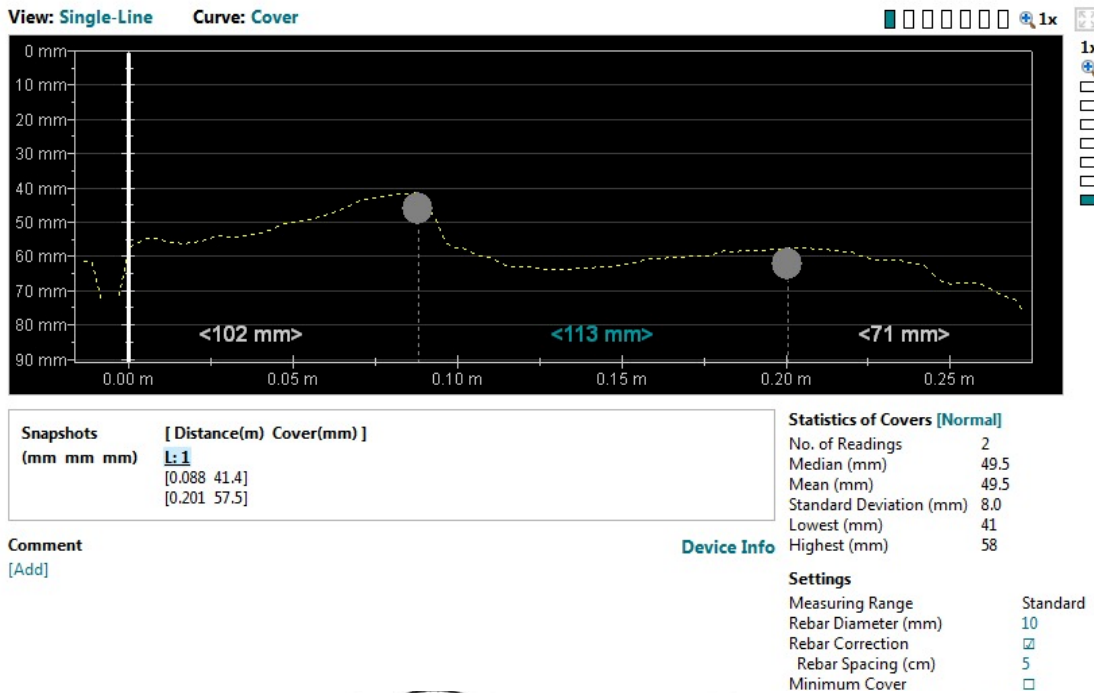 View: Single-Line Curve: Cover 1x
1x
0 mm
10 mm
20 mm
30 mm
40 mm
50 mm
60 mm
70 mm
80 mm
90 mm
<102 mm> <113 mm> <71 mm>
0.00 m 0.05 m 0.10 m 0.15 m 0.20 m 0.25 m
Snapshots [ Distance(m) Cover(mm) ]
(mm mm mm) L: 1
[0.088 41.4]
[0.201 57.5]
Comment
[Add]
Device Info
Statistics of Covers [Normal]
No. of Readings 2
Median (mm) 49.5
Mean (mm) 49.5
Standard Deviation (mm) 8.0
Lowest (mm) 41
Highest (mm) 58
Settings
Measuring Range Standard
Rebar Diameter (mm) 10
Rebar Correction ☑
Rebar Spacing (cm) 5
Minimum Cover ☐